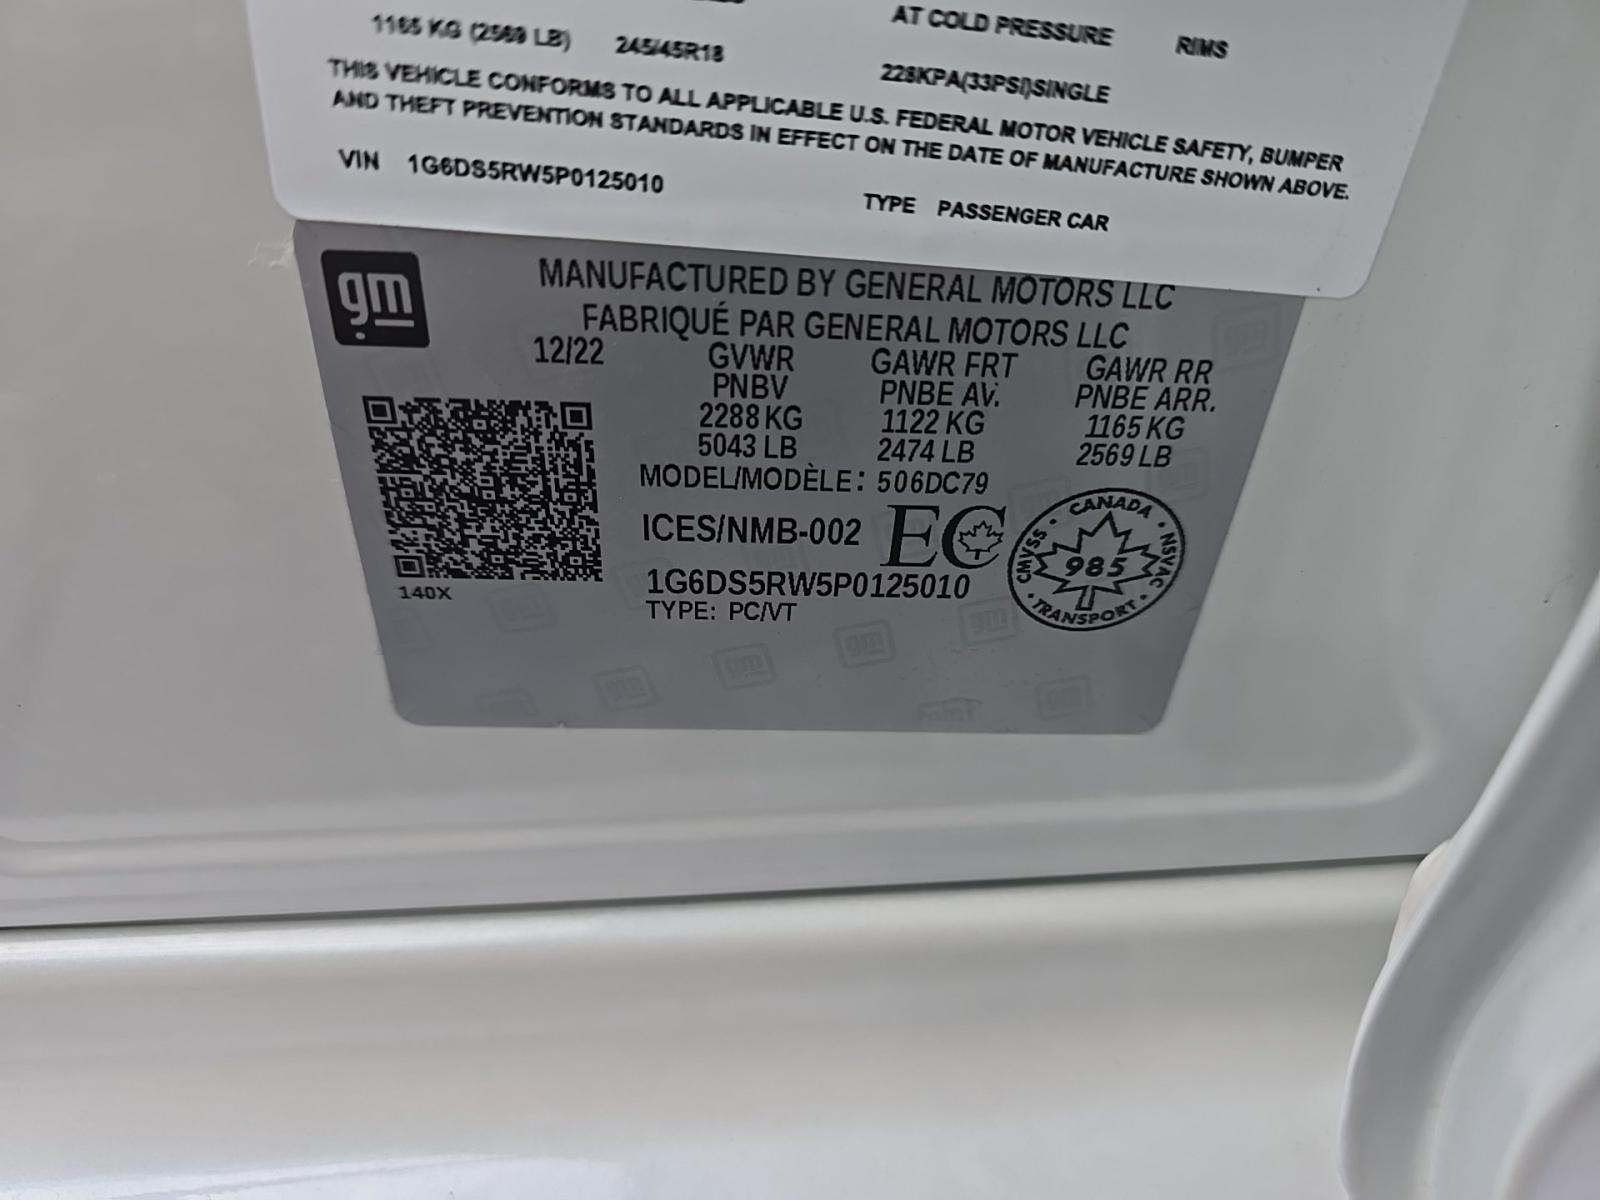 AT COLD PRESSURE RIMS
1165 KG (2569 LB) 245/45R18 228KPA(33PSI)SINGLE
THIS VEHICLE CONFORMS TO ALL APPLICABLE U.S. FEDERAL MOTOR VEHICLE SAFETY, BUMPER
AND THEFT PREVENTION STANDARDS IN EFFECT ON THE DATE OF MANUFACTURE SHOWN ABOVE.
VIN 1G6DS5RW5P0125010 TYPE PASSENGER CAR
gm
MANUFACTURED BY GENERAL MOTORS LLC
FABRIQUÉ PAR GENERAL MOTORS LLC
12/22 GVWR GAWR FRT GAWR RR
PNBV PNBE AV. PNBE ARR.
2288 KG 1122 KG 1165 KG
5043 LB 2474 LB 2569 LB
MODEL/MODÈLE: 506DC79
ICES/NMB-002 EC
CANADA
CMVSS · NSVAC
985
TRANSPORT
1G6DS5RW5P0125010
TYPE: PC/VT
140X